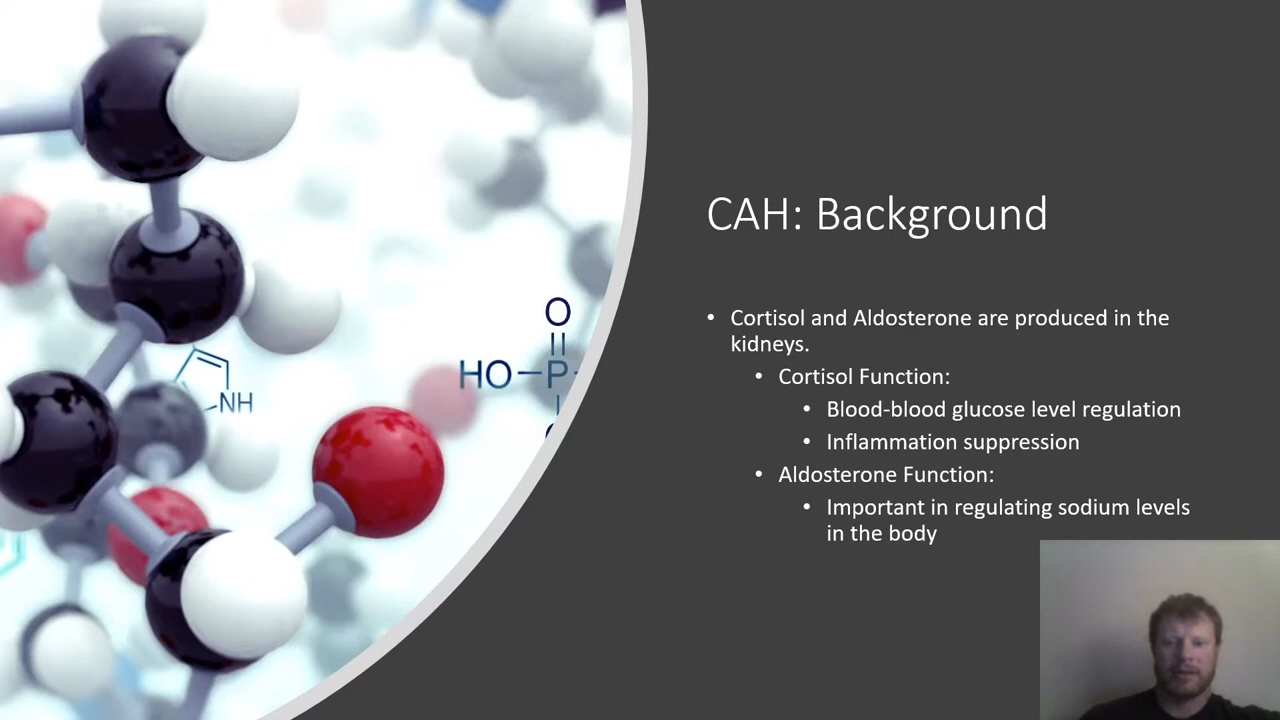 CAH: Background
• Cortisol and Aldosterone are produced in the
kidneys.
• Cortisol Function:
• Blood-blood glucose level regulation
• Inflammation suppression
• Aldosterone Function:
• Important in regulating sodium levels
in the body
O
HO
P
NH